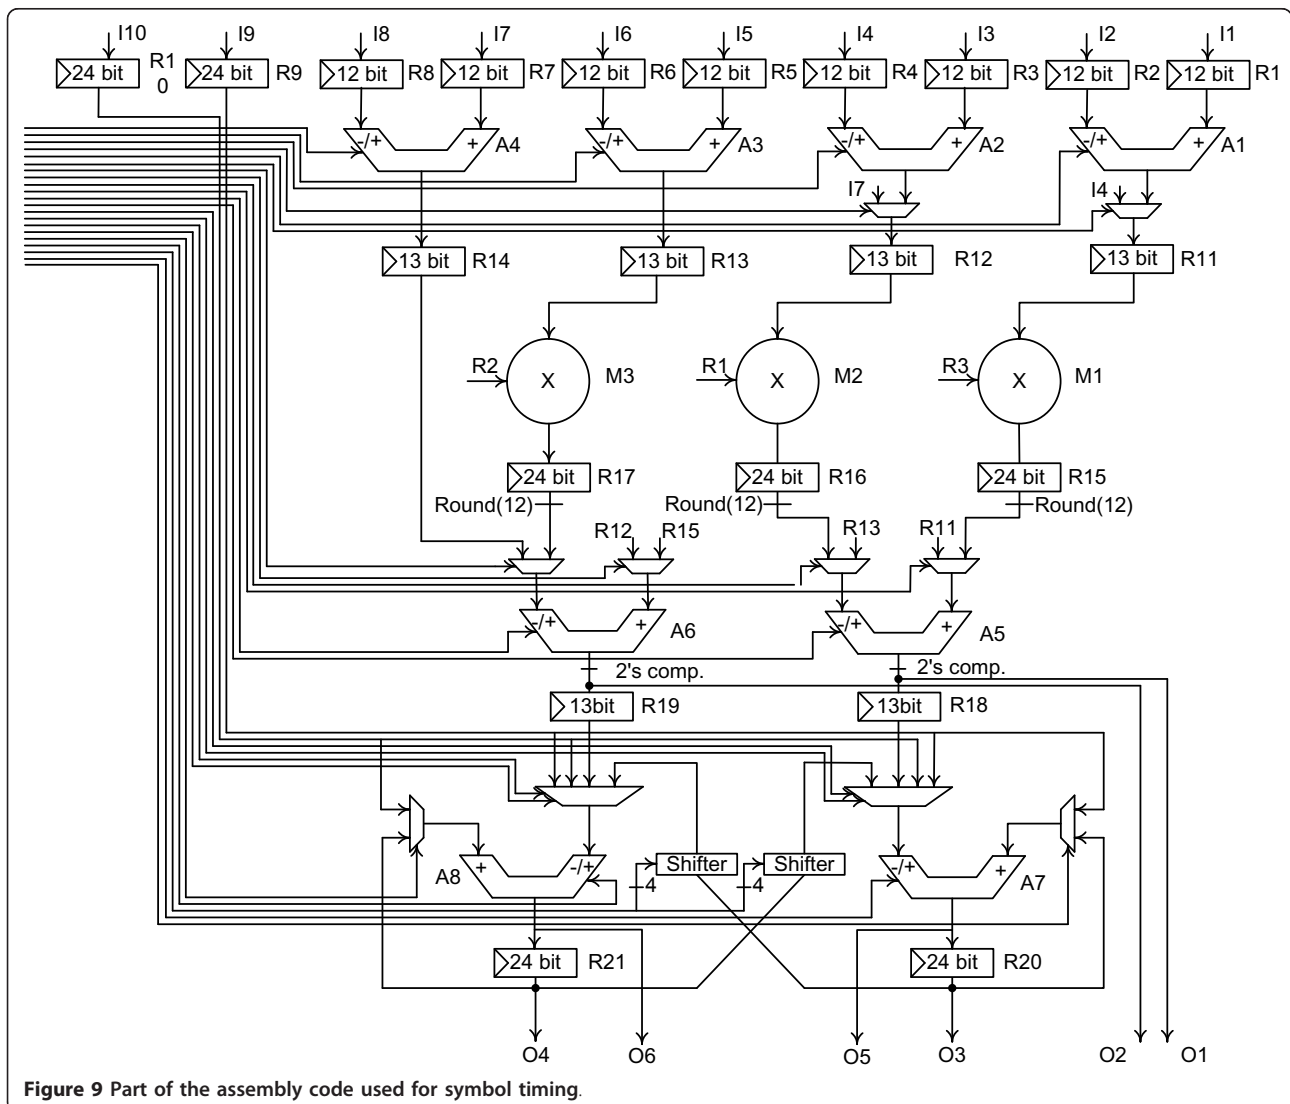 I10 I9 I8 I7 I6 I5 I4 I3 I2 I1
24 bit R10 24 bit R9 12 bit R8 12 bit R7 12 bit R6 12 bit R5 12 bit R4 12 bit R3 12 bit R2 12 bit R1
-/+ + A4 -/+ + A3 -/+ + A2 -/+ + A1
I7 I4
13 bit R14 13 bit R13 13 bit R12 13 bit R11
R2 X M3 R1 X M2 R3 X M1
24 bit R17 24 bit R16 24 bit R15
Round(12) Round(12) Round(12)
R12 R15 R13 R11
-/+ + A6 -/+ + A5
2's comp. 2's comp.
13bit R19 13bit R18
A8 + -/+ 4 Shifter 4 Shifter -/+ + A7
24 bit R21 24 bit R20
O4 O6 O5 O3 O2 O1
Figure 9 Part of the assembly code used for symbol timing.